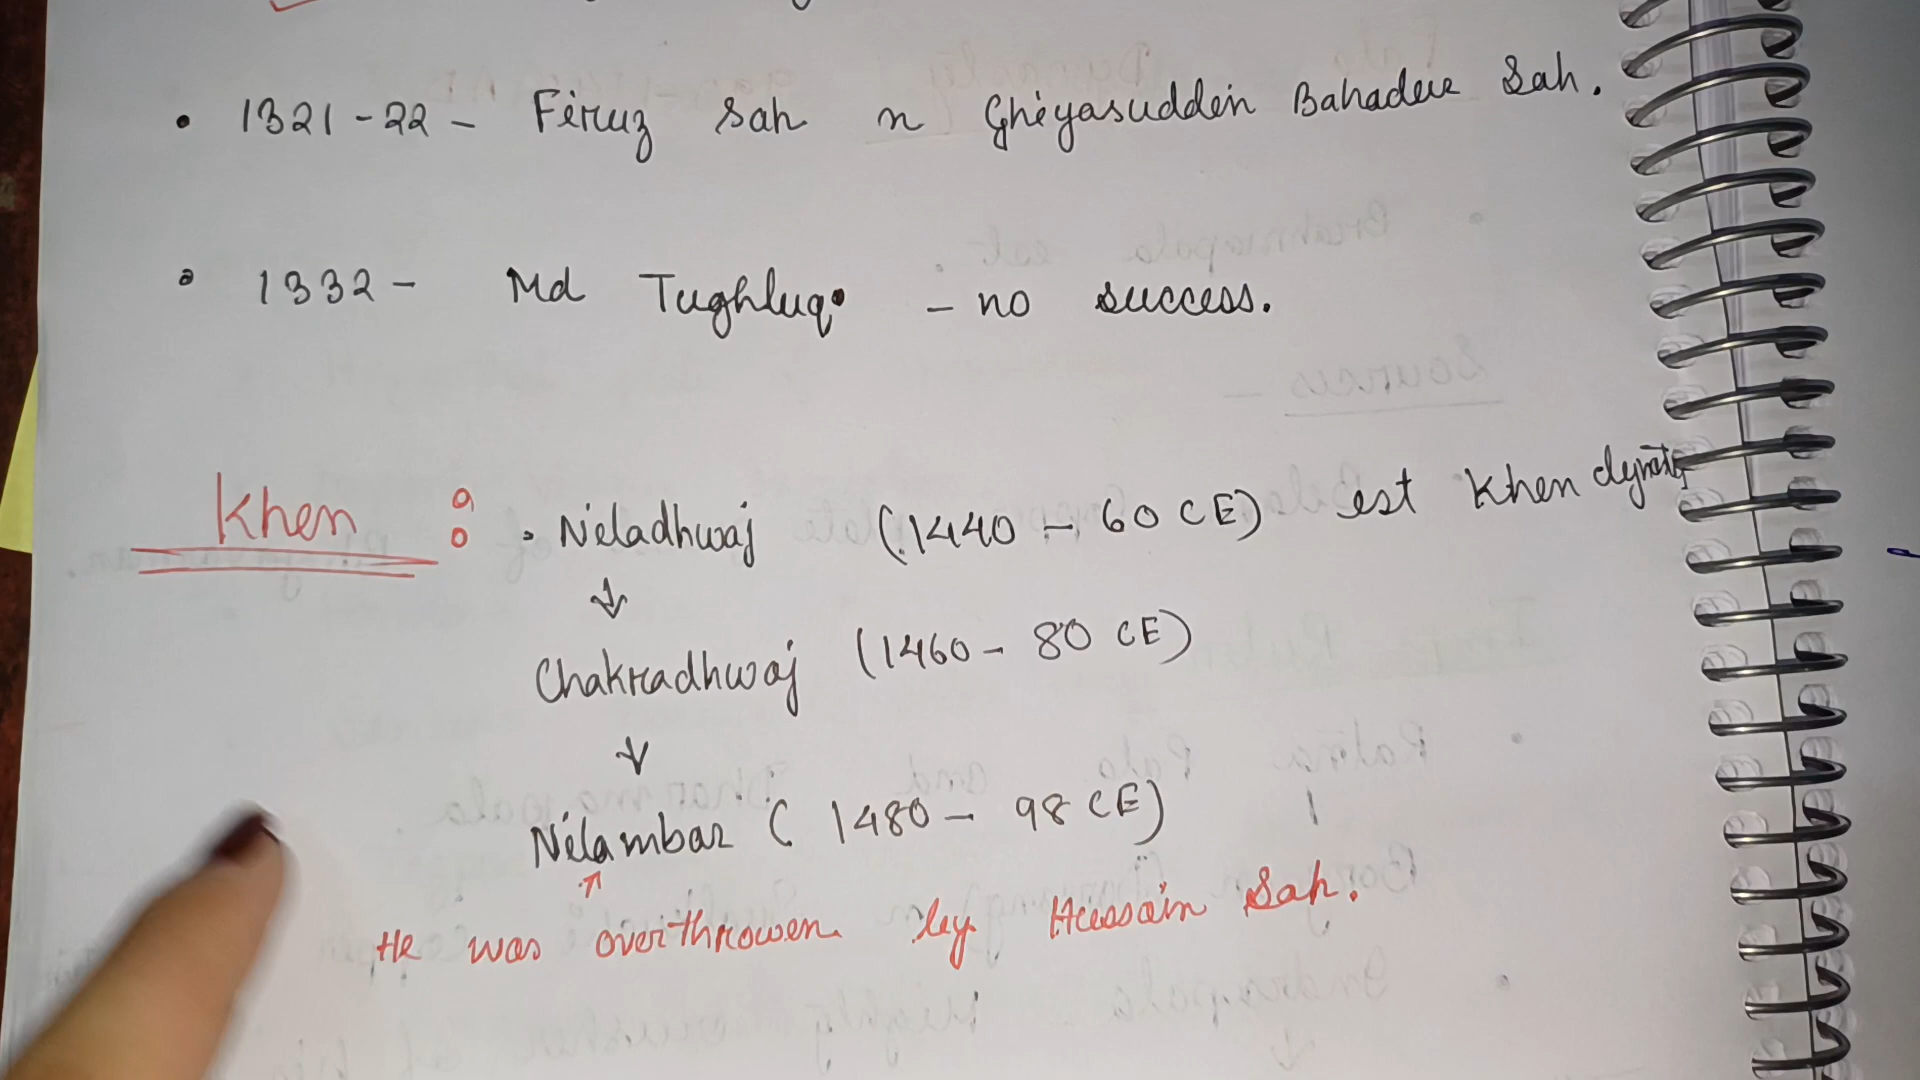 • 1321-22 - Firuz Sah n Ghiyasuddin Bahadur Sah.
• 1332 - Md Tughluq - no success.
Khen : • Niladhwaj (1440 - 60 CE) est Khen dynasty
↓
Chakradhwaj (1460 - 80 CE)
↓
Nilambar (1480 - 98 CE)
↑
He was overthrowen by Hussain Sah.